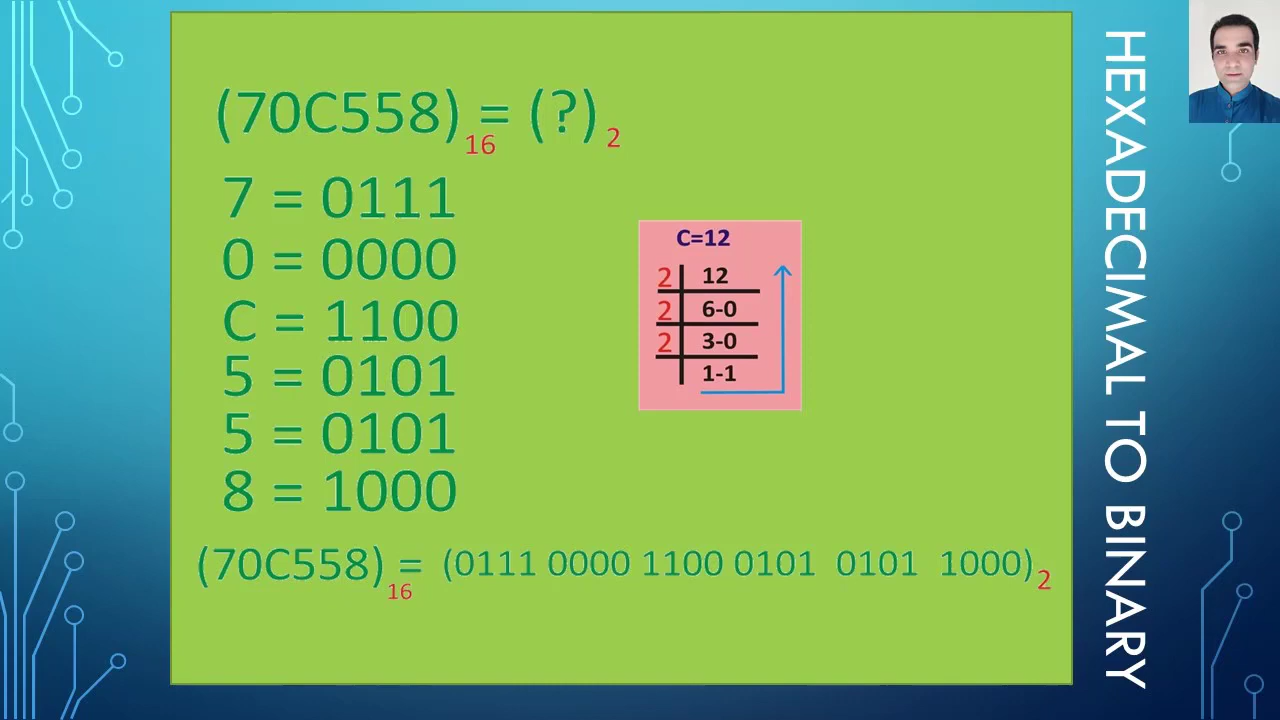 (70C558)16 = (?)2
7 = 0111
0 = 0000
C = 1100
5 = 0101
5 = 0101
8 = 1000
(70C558)16 = (0111 0000 1100 0101 0101 1000)2
C=12
2 12
2 6-0
2 3-0
1-1
HEXADECIMAL TO BINARY